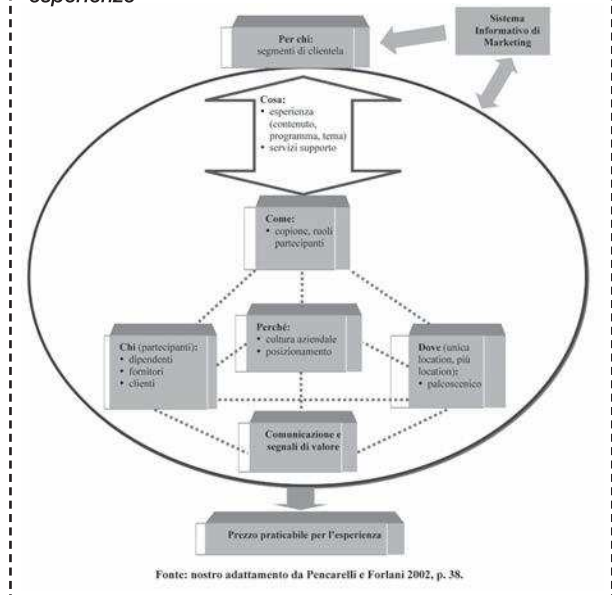 esperienze
Per chi:
segmenti di clientela
Sistema
Informativo di
Marketing
Cosa:
• esperienza
(contenuto,
programma, tema)
• servizi supporto
Come:
• copione, ruoli
partecipanti
Chi (partecipanti):
• dipendenti
• fornitori
• clienti
Perché:
• cultura aziendale
• posizionamento
Dove (unica
location, più
location):
• palcoscenico
Comunicazione e
segnali di valore
Prezzo praticabile per l'esperienza
Fonte: nostro adattamento da Pencarelli e Forlani 2002, p. 38.